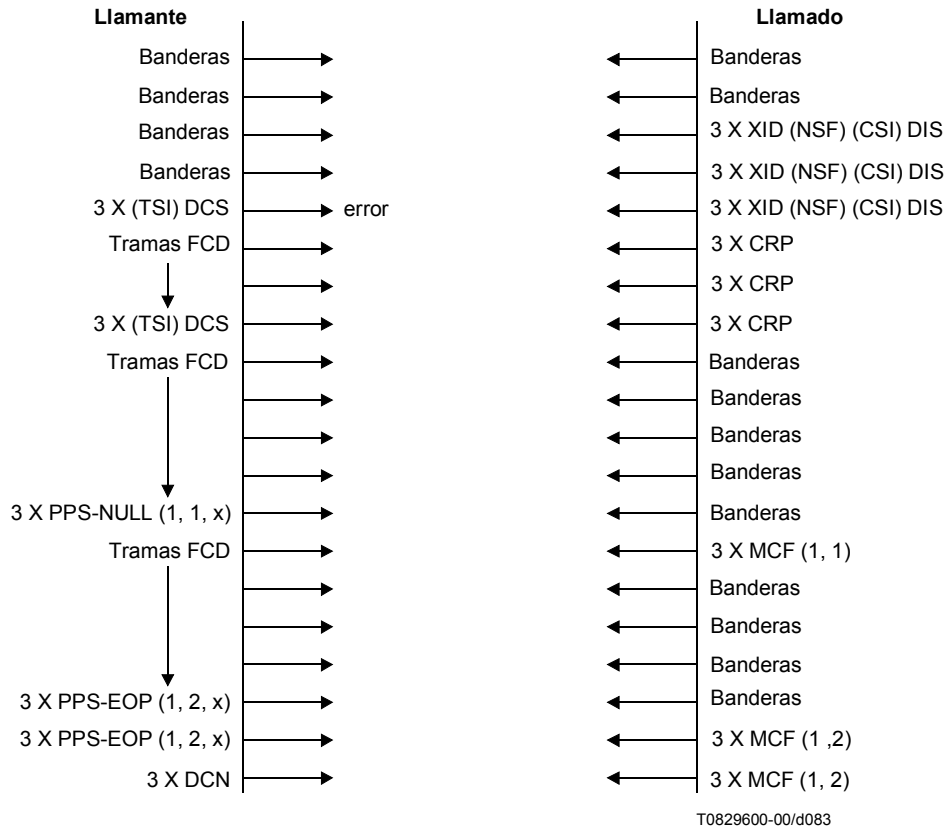 Llamante Llamado
Banderas Banderas
Banderas Banderas
Banderas 3 X XID (NSF) (CSI) DIS
Banderas 3 X XID (NSF) (CSI) DIS
3 X (TSI) DCS error 3 X XID (NSF) (CSI) DIS
Tramas FCD 3 X CRP
3 X CRP
3 X (TSI) DCS 3 X CRP
Tramas FCD Banderas
Banderas
Banderas
Banderas
3 X PPS-NULL (1, 1, x) Banderas
Tramas FCD 3 X MCF (1, 1)
Banderas
Banderas
Banderas
3 X PPS-EOP (1, 2, x) Banderas
3 X PPS-EOP (1, 2, x) 3 X MCF (1 ,2)
3 X DCN 3 X MCF (1, 2)
T0829600-00/d083